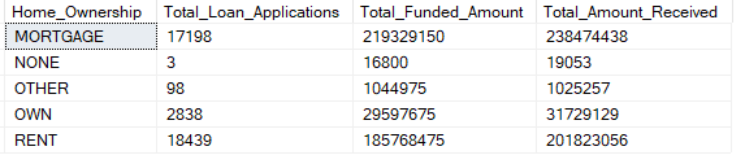 Home_Ownership Total_Loan_Applications Total_Funded_Amount Total_Amount_Received
MORTGAGE 17198 219329150 238474438
NONE 3 16800 19053
OTHER 98 1044975 1025257
OWN 2838 29597675 31729129
RENT 18439 185768475 201823056